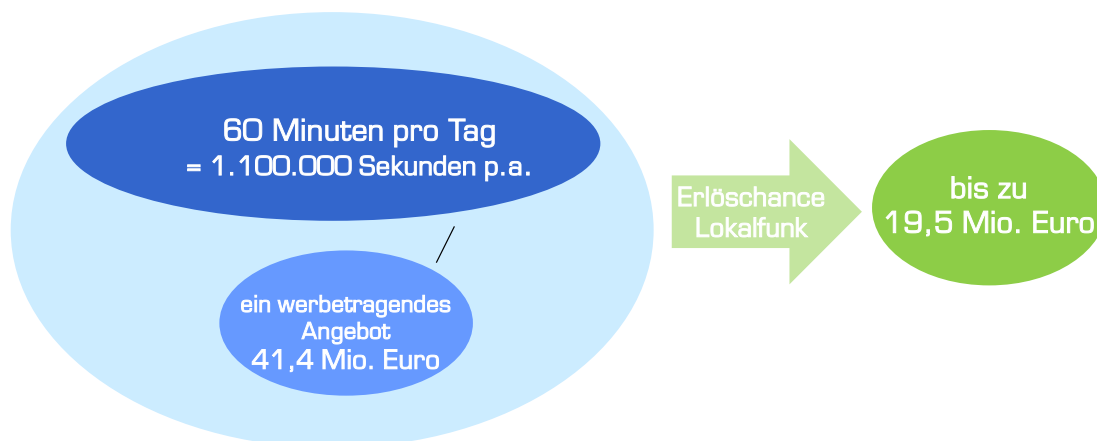 60 Minuten pro Tag
= 1.100.000 Sekunden p.a.
ein werbetragendes
Angebot
41,4 Mio. Euro
Erlöschance
Lokalfunk
bis zu
19,5 Mio. Euro